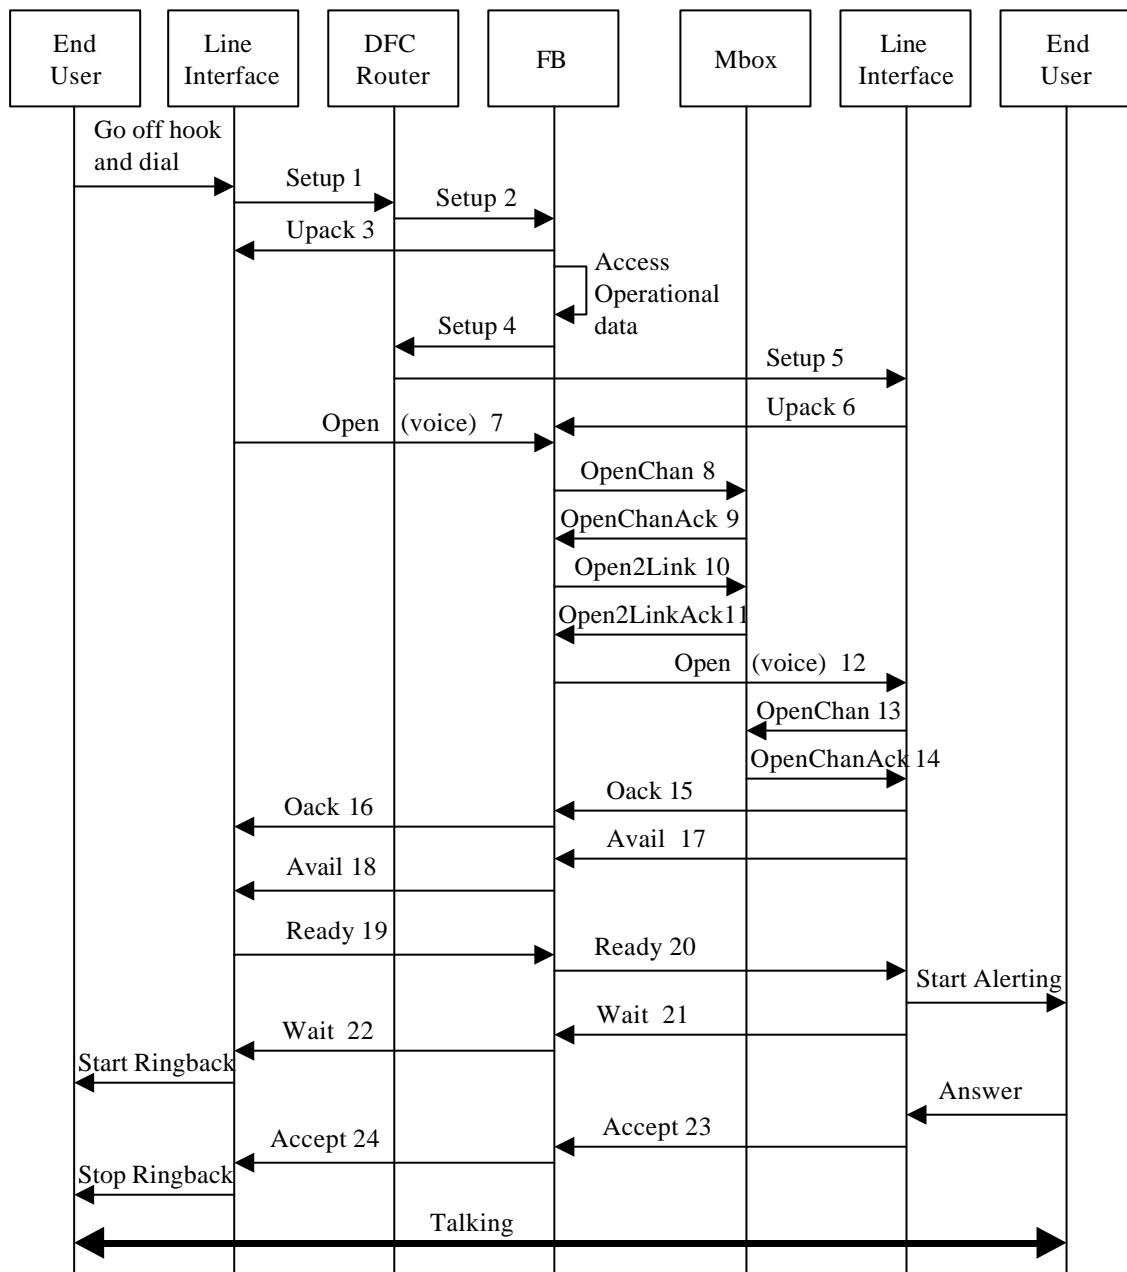 End
User
Line
Interface
DFC
Router
FB
Mbox
Line
Interface
End
User
Go off hook
and dial
Setup 1
Setup 2
Upack 3
Access
Operational
data
Setup 4
Setup 5
Upack 6
Open (voice) 7
OpenChan 8
OpenChanAck 9
Open2Link 10
Open2LinkAck11
Open (voice) 12
OpenChan 13
OpenChanAck 14
Oack 15
Oack 16
Avail 17
Avail 18
Ready 19
Ready 20
Start Alerting
Wait 21
Wait 22
Start Ringback
Answer
Accept 23
Accept 24
Stop Ringback
Talking